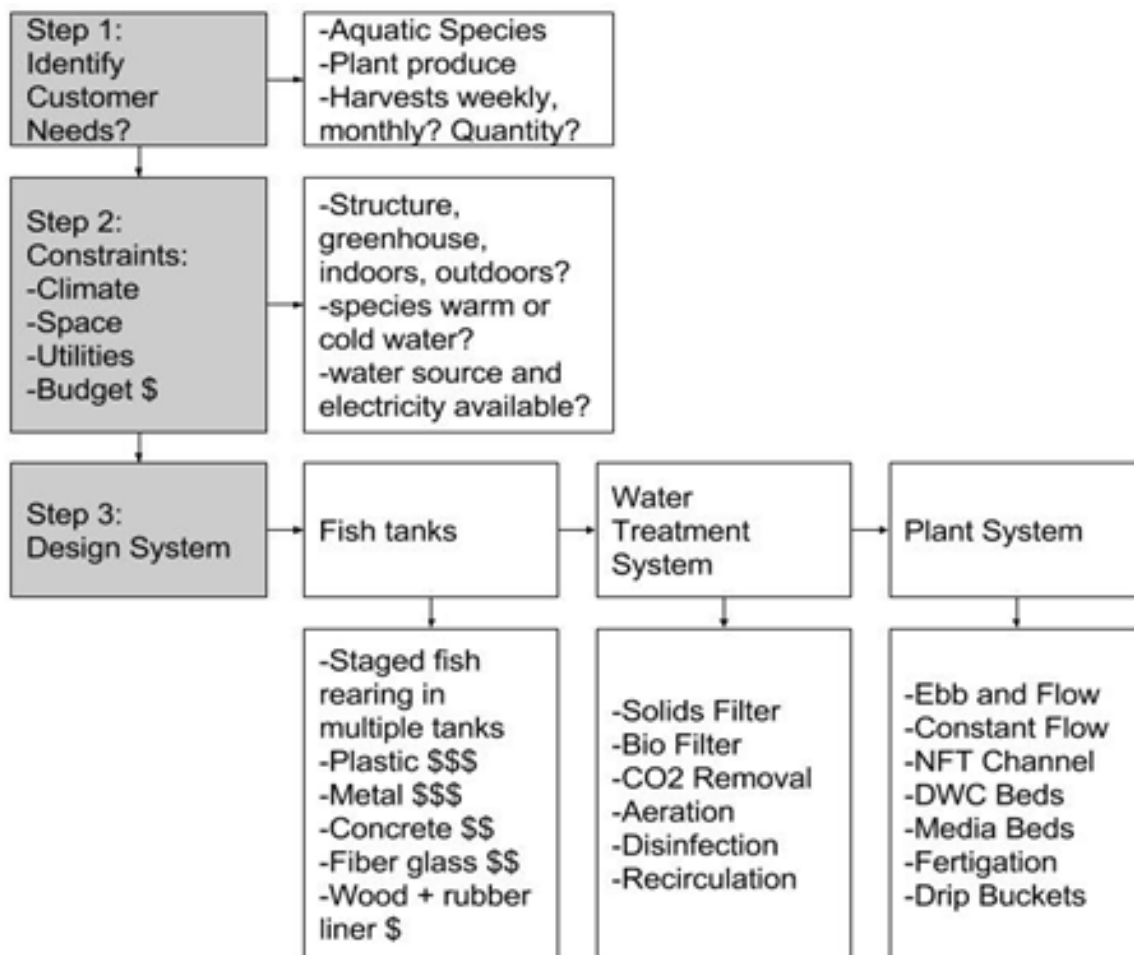 Step 1:
Identify
Customer
Needs?
-Aquatic Species
-Plant produce
-Harvests weekly,
monthly? Quantity?
Step 2:
Constraints:
-Climate
-Space
-Utilities
-Budget $
-Structure,
greenhouse,
indoors, outdoors?
-species warm or
cold water?
-water source and
electricity available?
Step 3:
Design System
Fish tanks
Water
Treatment
System
Plant System
-Staged fish
rearing in
multiple tanks
-Plastic $$$
-Metal $$$
-Concrete $$
-Fiber glass $$
-Wood + rubber
liner $
-Solids Filter
-Bio Filter
-CO2 Removal
-Aeration
-Disinfection
-Recirculation
-Ebb and Flow
-Constant Flow
-NFT Channel
-DWC Beds
-Media Beds
-Fertigation
-Drip Buckets